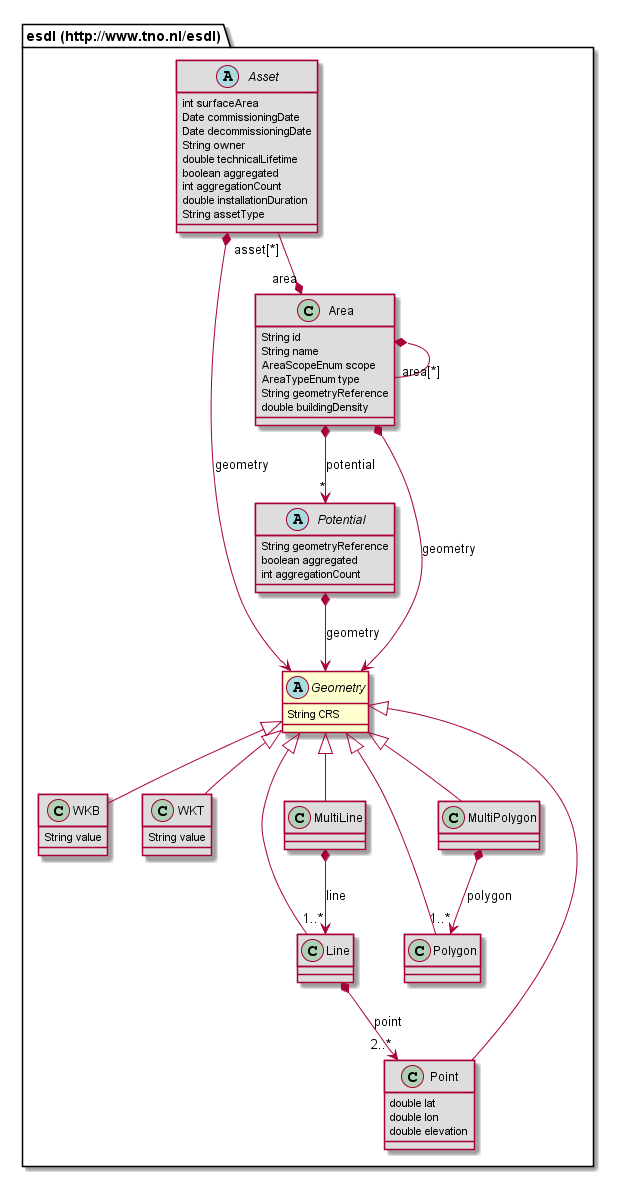 esdl (http://www.tno.nl/esdl)
A Asset
int surfaceArea
Date commissioningDate
Date decommissioningDate
String owner
double technicalLifetime
boolean aggregated
int aggregationCount
double installationDuration
String assetType
asset[*]
area
C Area
String id
String name
AreaScopeEnum scope
AreaTypeEnum type
String geometryReference
double buildingDensity
area[*]
geometry
potential
*
A Potential
String geometryReference
boolean aggregated
int aggregationCount
geometry
geometry
A Geometry
String CRS
C WKB
String value
C WKT
String value
C MultiLine
C MultiPolygon
line
1..*
polygon
1..*
C Line
C Polygon
point
2..*
C Point
double lat
double lon
double elevation